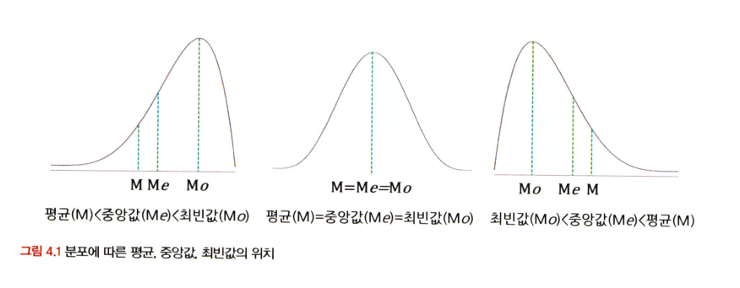 M Me Mo
M=Me=Mo
Mo Me M
평균(M)<중앙값(Me)<최빈값(Mo)
평균(M)=중앙값(Me)=최빈값(Mo)
최빈값(Mo)<중앙값(Me)<평균(M)
그림 4.1 분포에 따른 평균, 중앙값, 최빈값의 위치